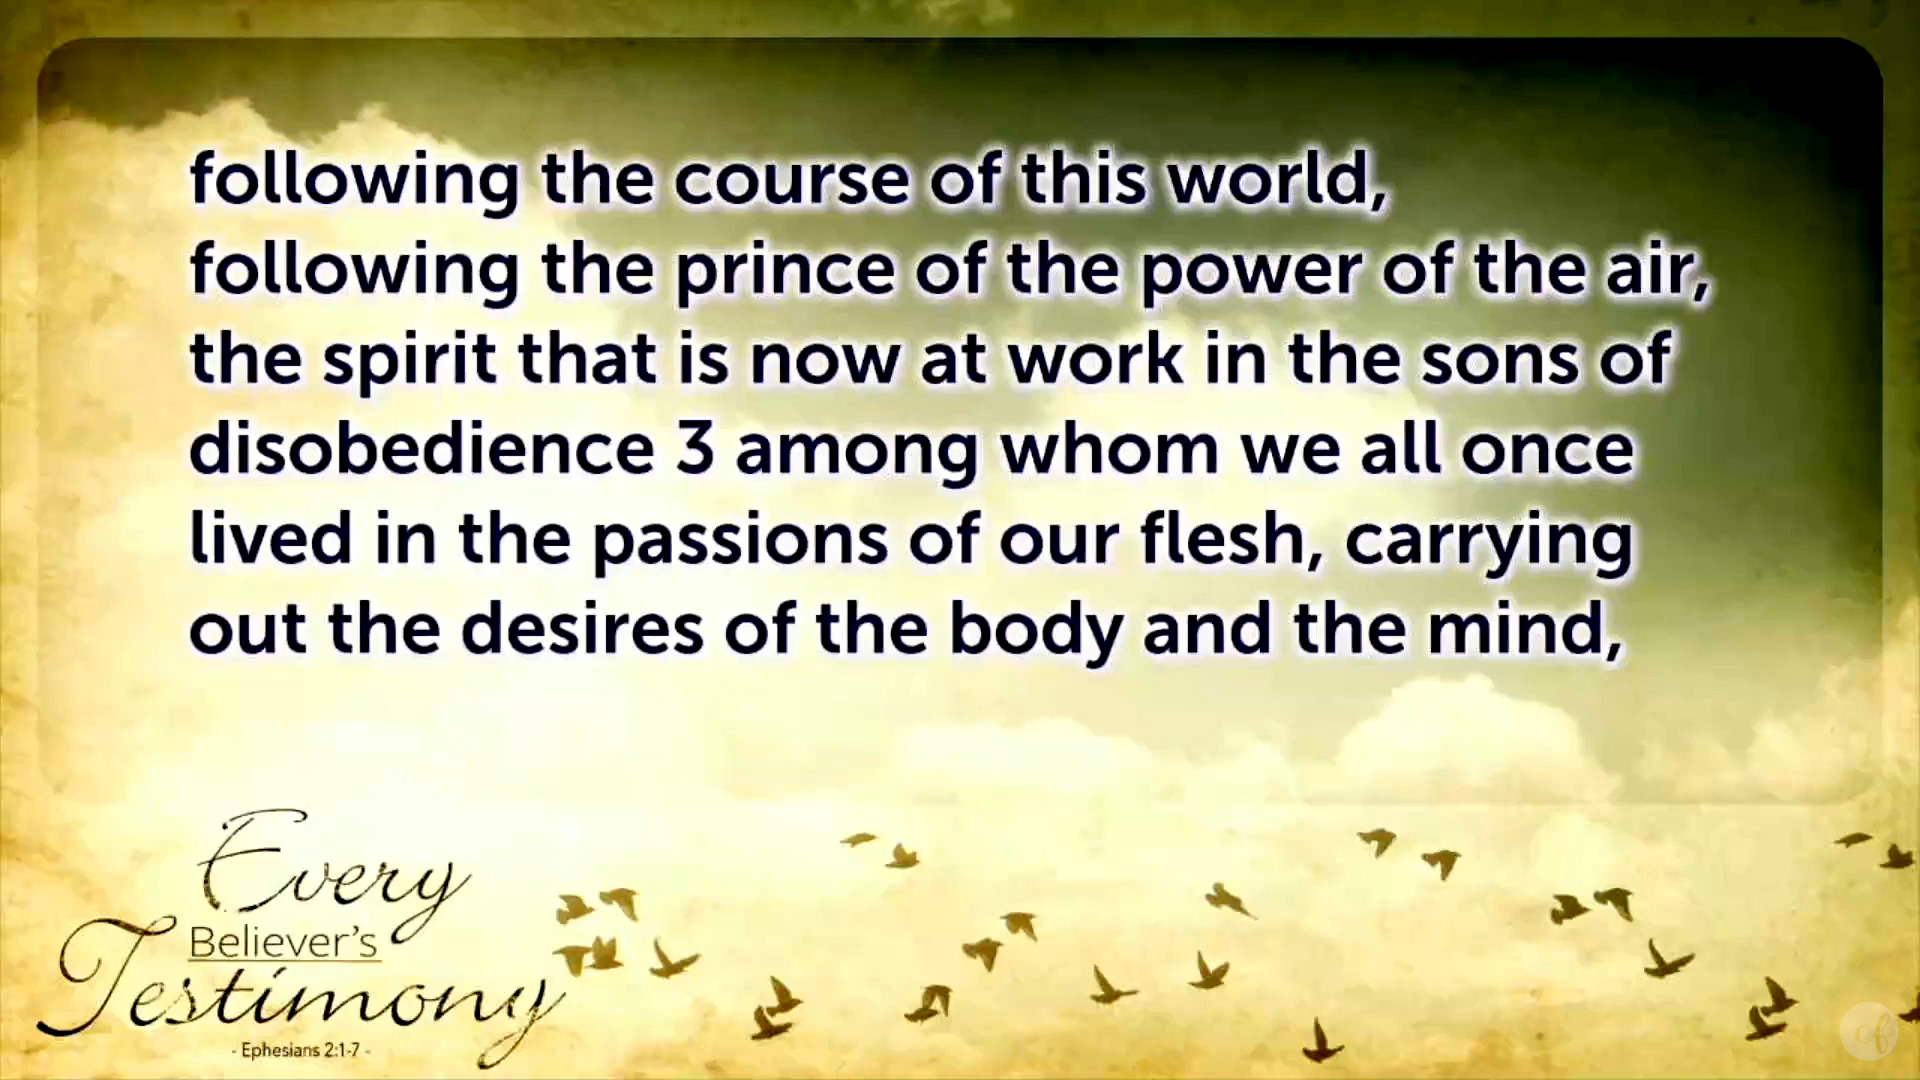 following the course of this world,
following the prince of the power of the air,
the spirit that is now at work in the sons of
disobedience 3 among whom we all once
lived in the passions of our flesh, carrying
out the desires of the body and the mind,
Every
Believer's
Testimony
- Ephesians 2:1-7 -
cf